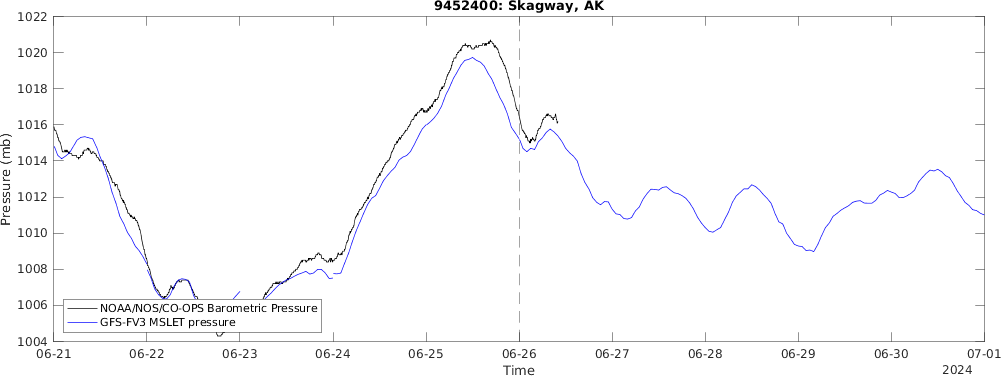 9452400: Skagway, AK
Pressure (mb)
1022
1020
1018
1016
1014
1012
1010
1008
1006
1004
NOAA/NOS/CO-OPS Barometric Pressure
GFS-FV3 MSLET pressure
06-21 06-22 06-23 06-24 06-25 06-26 06-27 06-28 06-29 06-30 07-01
Time
2024